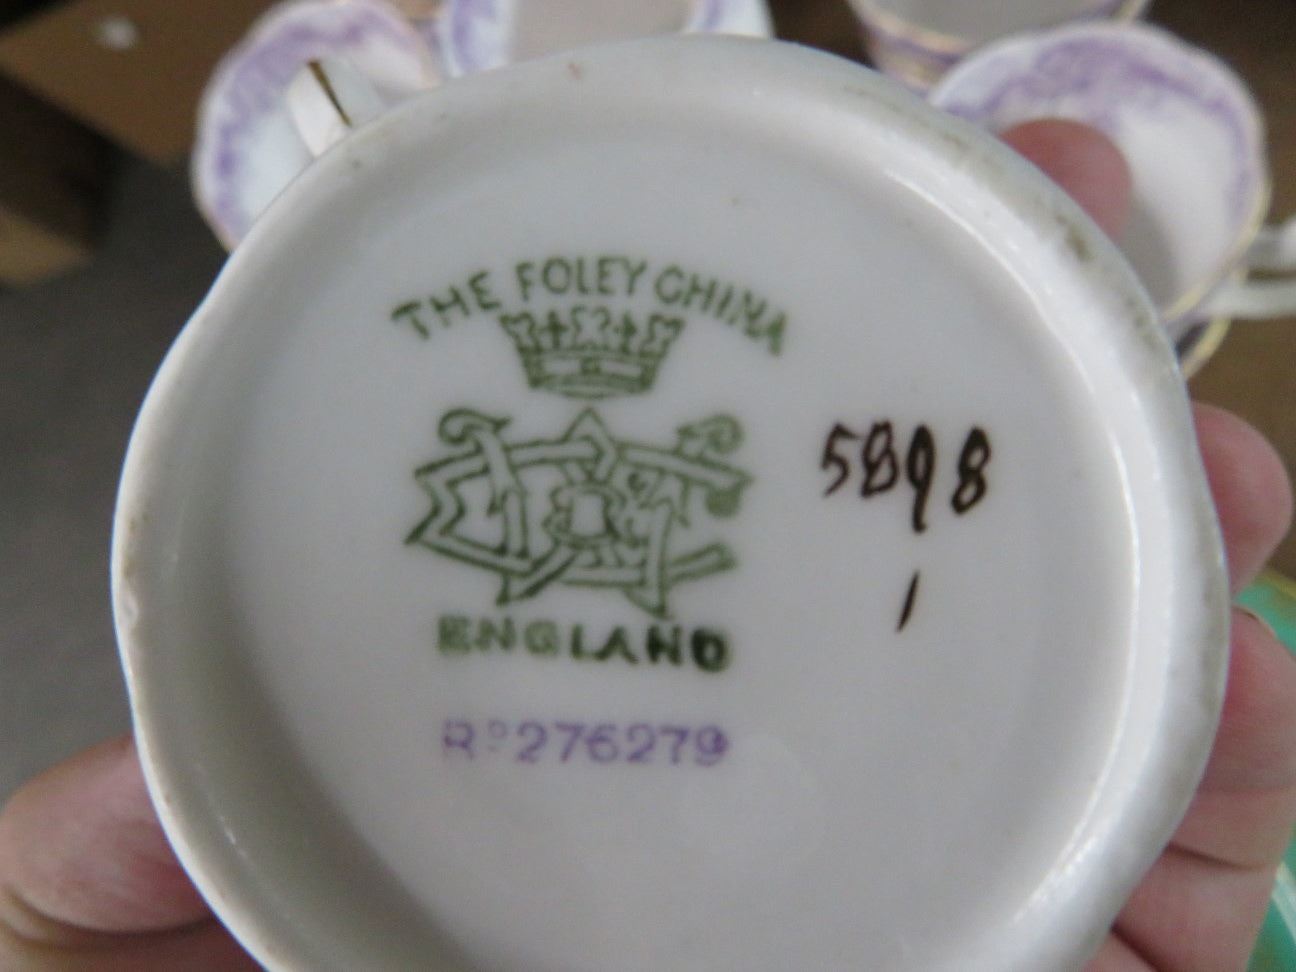 THE FOLEY CHINA
ENGLAND
Rº276279
5898
1